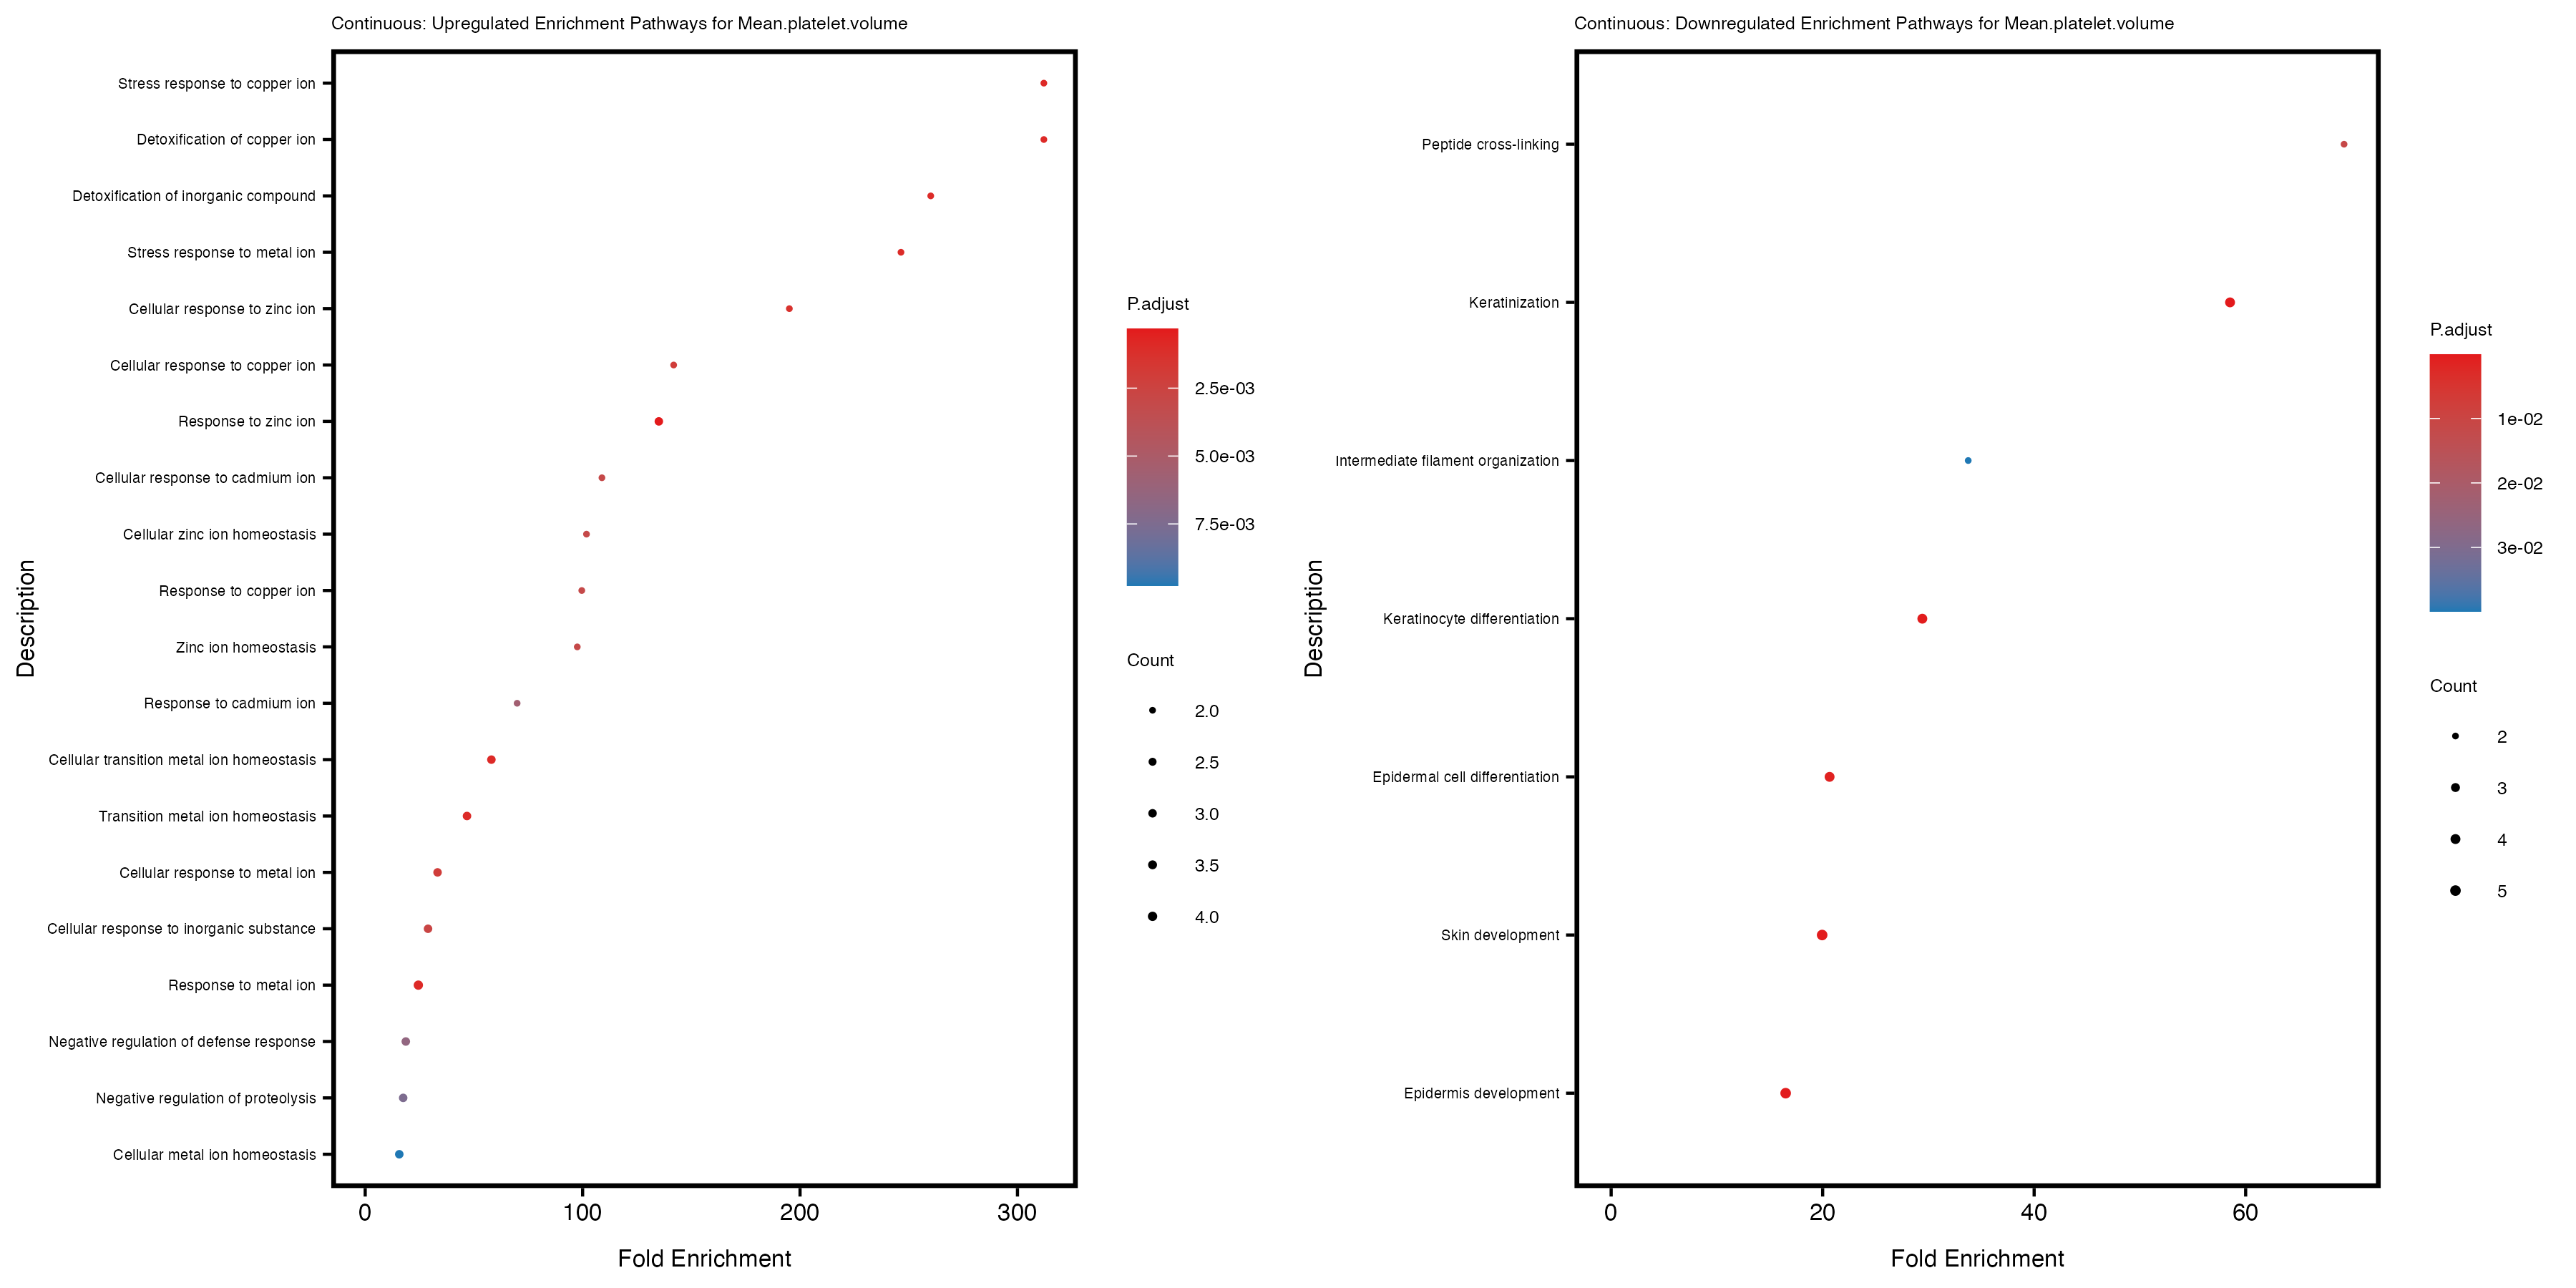 Continuous: Upregulated Enrichment Pathways for Mean.platelet.volume
Description
Stress response to copper ion
Detoxification of copper ion
Detoxification of inorganic compound
Stress response to metal ion
Cellular response to zinc ion
Cellular response to copper ion
Response to zinc ion
Cellular response to cadmium ion
Cellular zinc ion homeostasis
Response to copper ion
Zinc ion homeostasis
Response to cadmium ion
Cellular transition metal ion homeostasis
Transition metal ion homeostasis
Cellular response to metal ion
Cellular response to inorganic substance
Response to metal ion
Negative regulation of defense response
Negative regulation of proteolysis
Cellular metal ion homeostasis
0 100 200 300
Fold Enrichment
P.adjust
2.5e-03
5.0e-03
7.5e-03
Count
2.0
2.5
3.0
3.5
4.0
Continuous: Downregulated Enrichment Pathways for Mean.platelet.volume
Description
Peptide cross-linking
Keratinization
Intermediate filament organization
Keratinocyte differentiation
Epidermal cell differentiation
Skin development
Epidermis development
0 20 40 60
Fold Enrichment
P.adjust
1e-02
2e-02
3e-02
Count
2
3
4
5